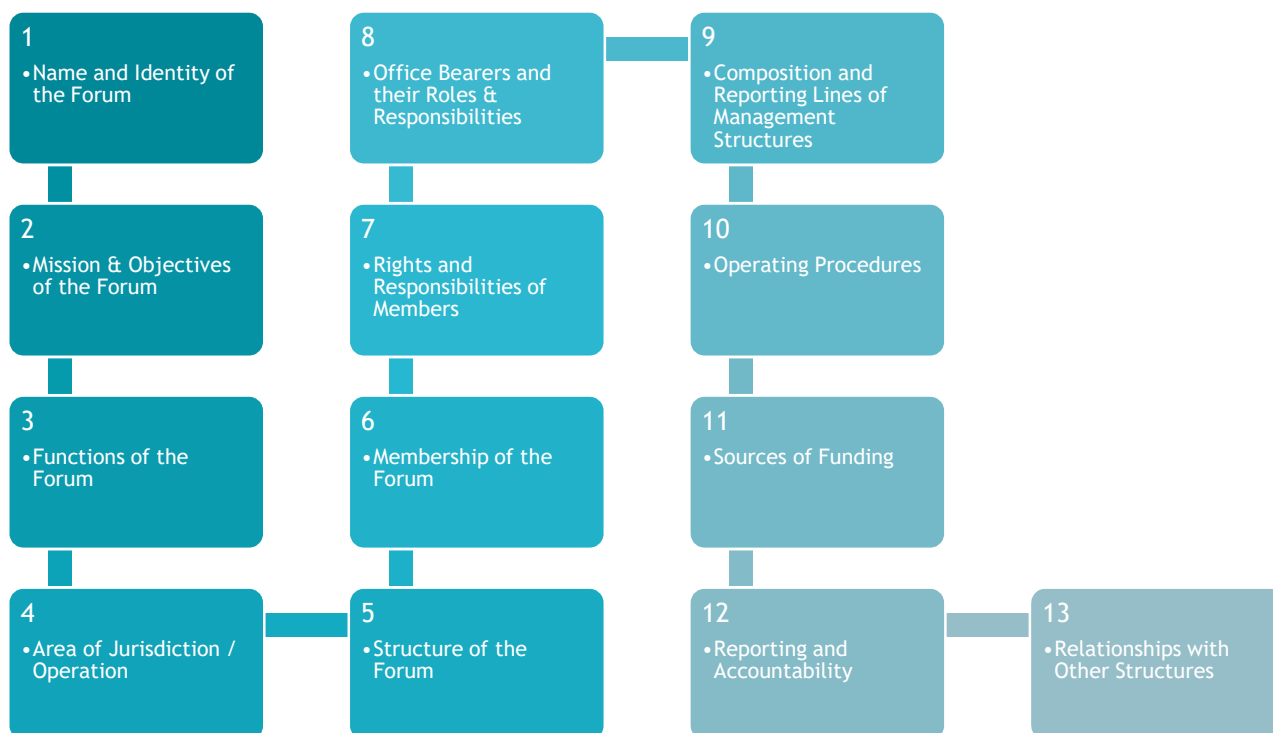 1
•Name and Identity of
the Forum
2
•Mission & Objectives
of the Forum
3
•Functions of the
Forum
4
•Area of Jurisdiction /
Operation
5
•Structure of the
Forum
6
•Membership of the
Forum
7
•Rights and
Responsibilities of
Members
8
•Office Bearers and
their Roles &
Responsibilities
9
•Composition and
Reporting Lines of
Management
Structures
10
•Operating Procedures
11
•Sources of Funding
12
•Reporting and
Accountability
13
•Relationships with
Other Structures